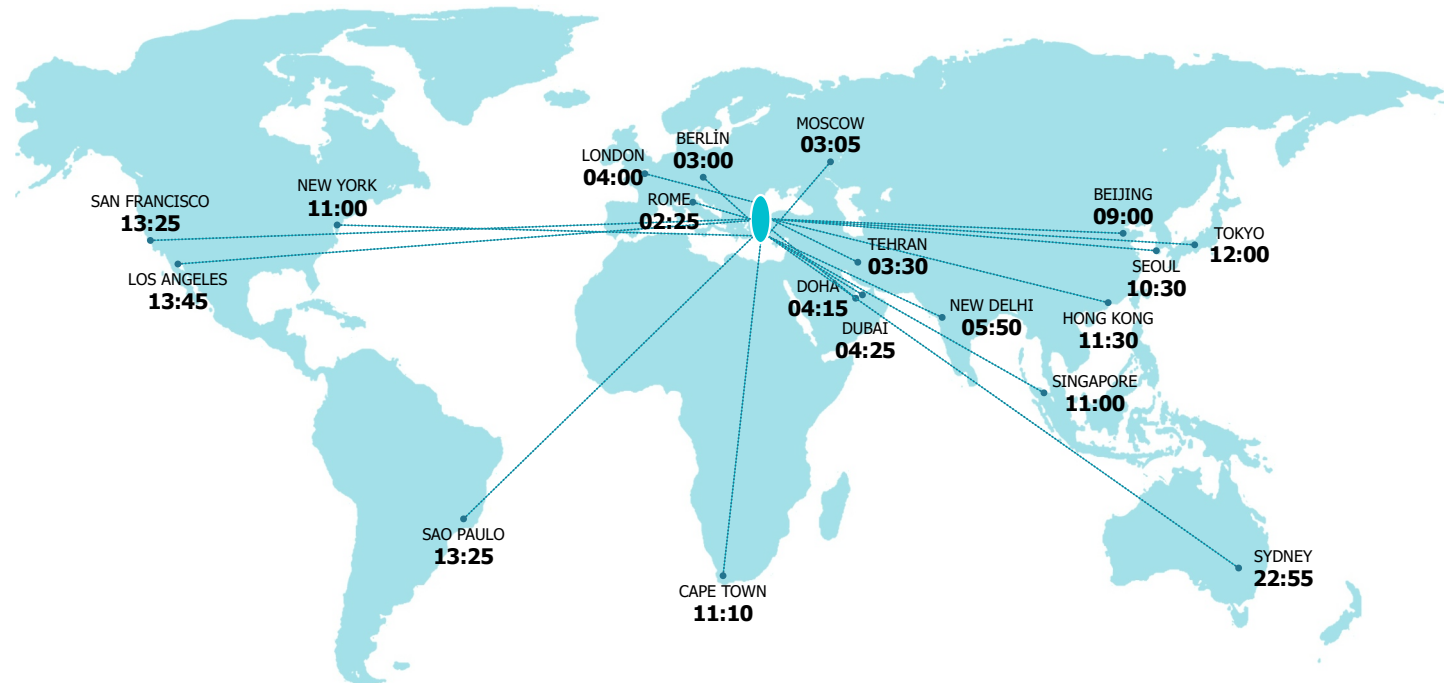 MOSCOW
03:05
BERLİN
03:00
LONDON
04:00
ROME
02:25
NEW YORK
11:00
SAN FRANCISCO
13:25
LOS ANGELES
13:45
BEIJING
09:00
TOKYO
12:00
SEOUL
10:30
TEHRAN
03:30
DOHA
04:15
DUBAİ
04:25
NEW DELHI
05:50
HONG KONG
11:30
SINGAPORE
11:00
SAO PAULO
13:25
CAPE TOWN
11:10
SYDNEY
22:55